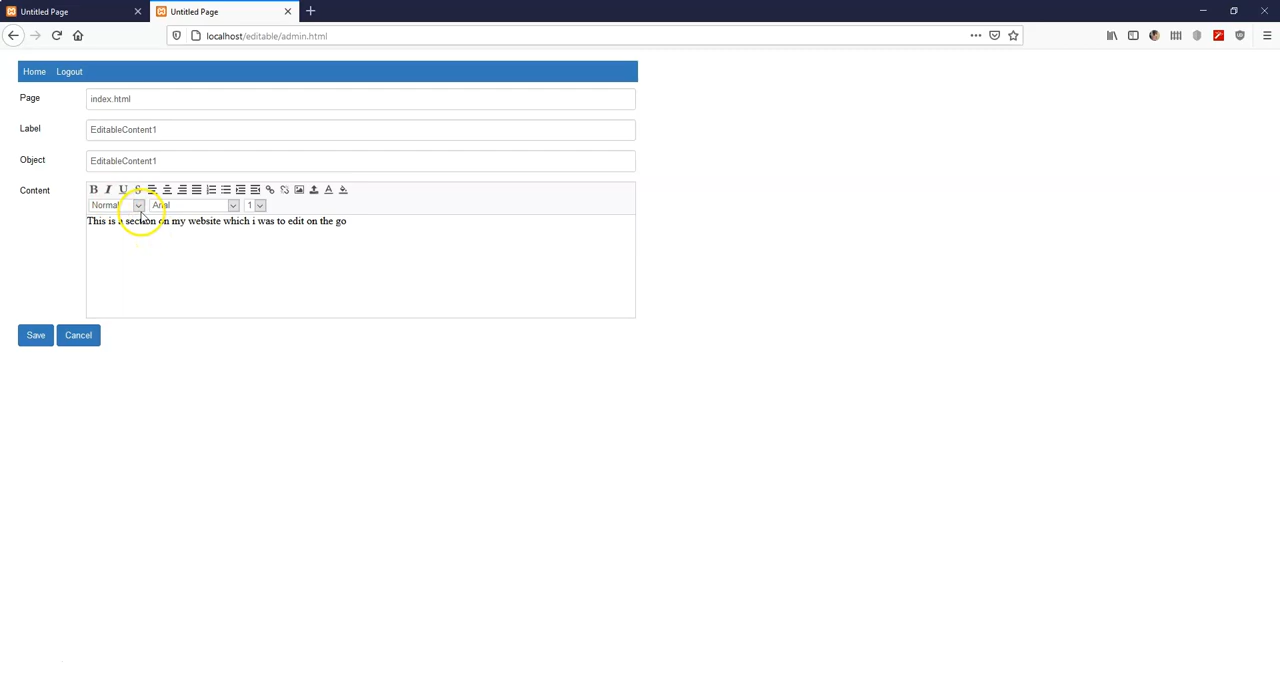 Untitled Page
Untitled Page
localhost/editable/admin.html
Home Logout
Page index.html
Label EditableContent1
Object EditableContent1
Content B I U S A
Normal Arial 1
This is a section on my website which i was to edit on the go
Save Cancel